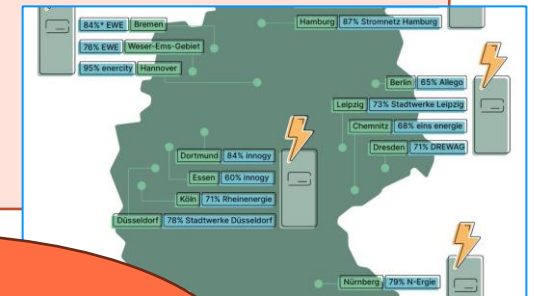 84%* EWE Bremen
76% EWE Weser-Ems-Gebiet
95% enercity Hannover
Hamburg 87% Stromnetz Hamburg
Berlin 65% Allego
Leipzig 73% Stadtwerke Leipzig
Chemnitz 68% eins energie
Dresden 71% DREWAG
Dortmund 84% innogy
Essen 60% innogy
Köln 71% Rheinenergie
Düsseldorf 78% Stadtwerke Düsseldorf
Nürnberg 79% N-Ergie